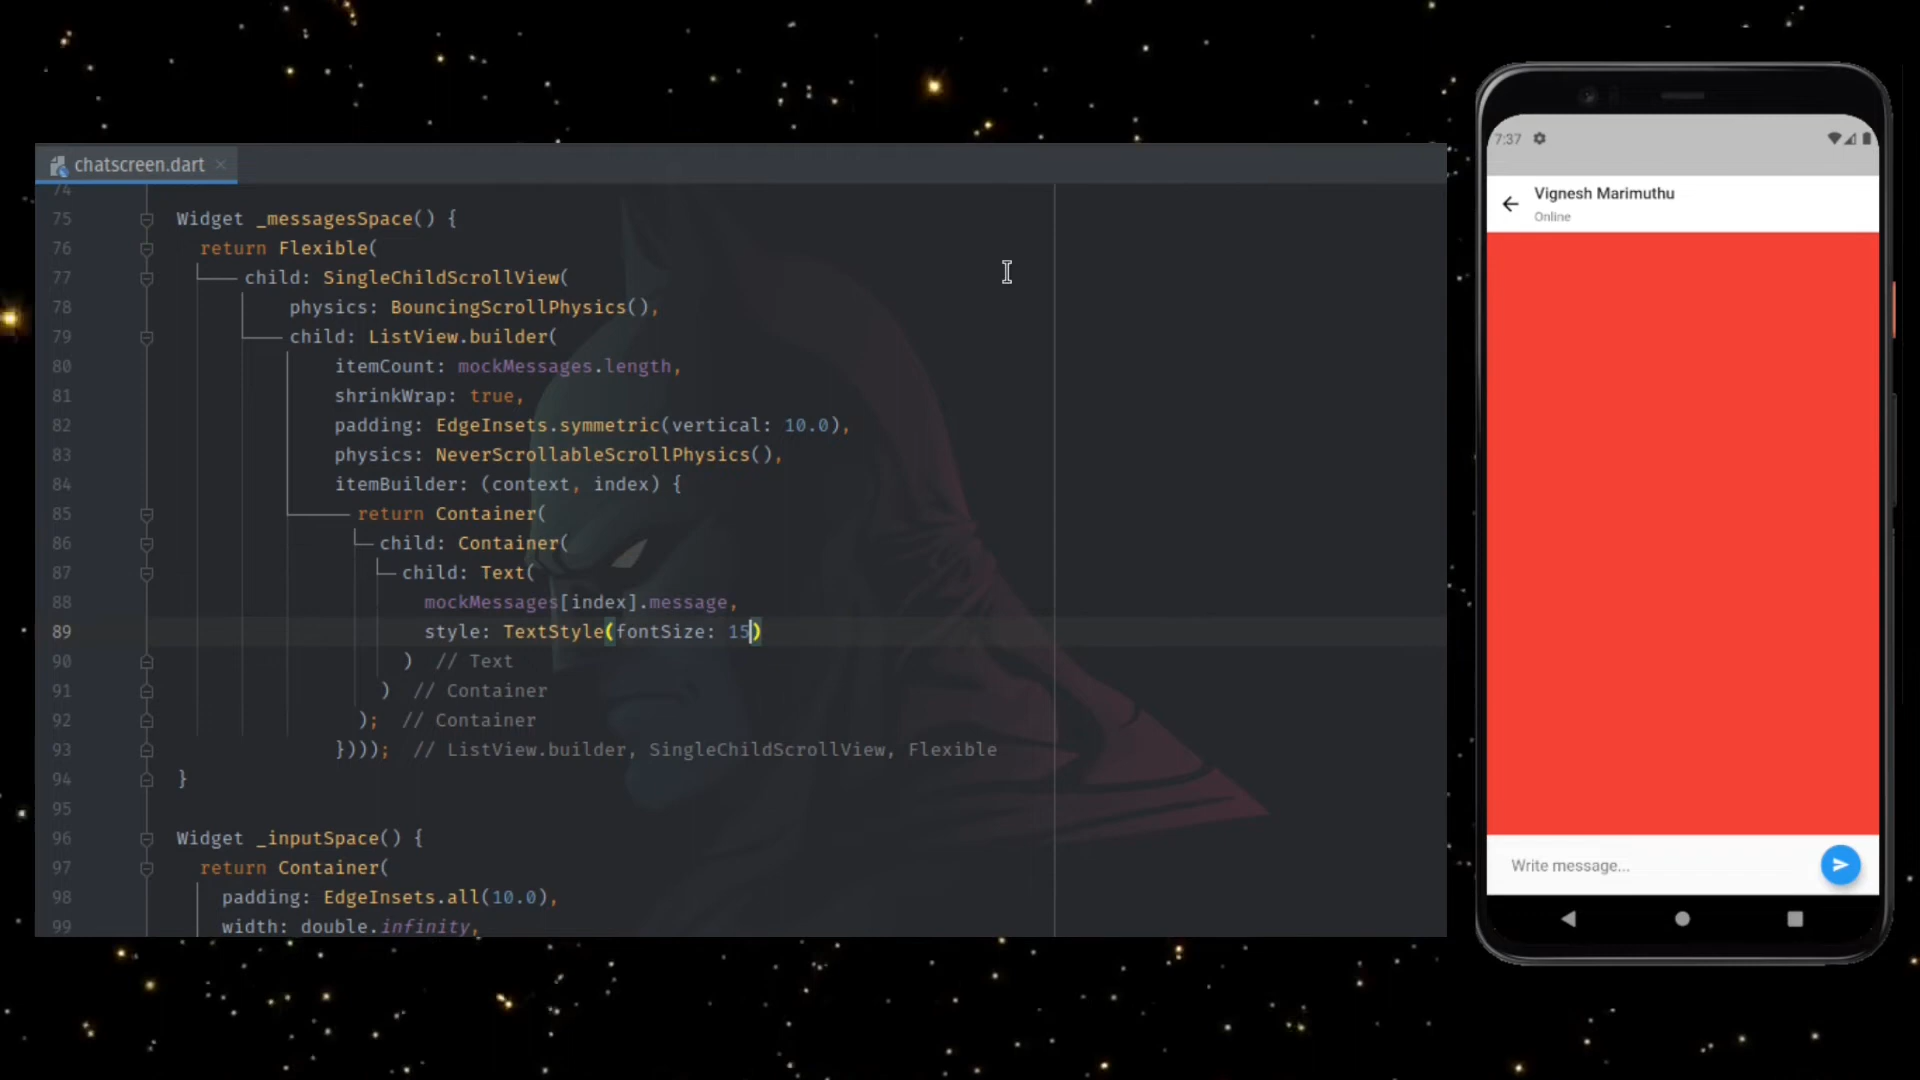 chatscreen.dart ×
74
75 Widget _messagesSpace() {
76 return Flexible(
77 child: SingleChildScrollView(
78 physics: BouncingScrollPhysics(),
79 child: ListView.builder(
80 itemCount: mockMessages.length,
81 shrinkWrap: true,
82 padding: EdgeInsets.symmetric(vertical: 10.0),
83 physics: NeverScrollableScrollPhysics(),
84 itemBuilder: (context, index) {
85 return Container(
86 child: Container(
87 child: Text(
88 mockMessages[index].message,
89 style: TextStyle(fontSize: 15)
90 ) // Text
91 ) // Container
92 ); // Container
93 }))); // ListView.builder, SingleChildScrollView, Flexible
94 }
95
96 Widget _inputSpace() {
97 return Container(
98 padding: EdgeInsets.all(10.0),
99 width: double.infinity,
7:37
Vignesh Marimuthu
Online
Write message...